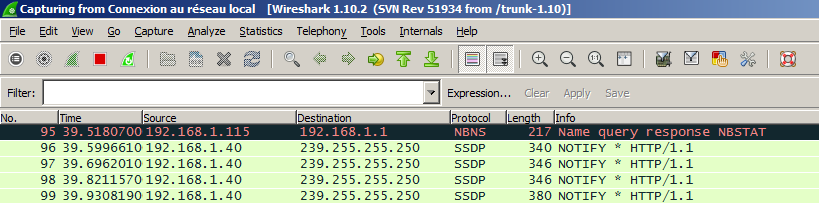 Capturing from Connexion au réseau local [Wireshark 1.10.2 (SVN Rev 51934 from /trunk-1.10)]
File Edit View Go Capture Analyze Statistics Telephony Tools Internals Help
Filter: Expression... Clear Apply Save
No. Time Source Destination Protocol Length Info
95 39.5180700 192.168.1.115 192.168.1.1 NBNS 217 Name query response NBSTAT
96 39.5996610 192.168.1.40 239.255.255.250 SSDP 340 NOTIFY * HTTP/1.1
97 39.6962010 192.168.1.40 239.255.255.250 SSDP 346 NOTIFY * HTTP/1.1
98 39.8211570 192.168.1.40 239.255.255.250 SSDP 346 NOTIFY * HTTP/1.1
99 39.9308190 192.168.1.40 239.255.255.250 SSDP 380 NOTIFY * HTTP/1.1